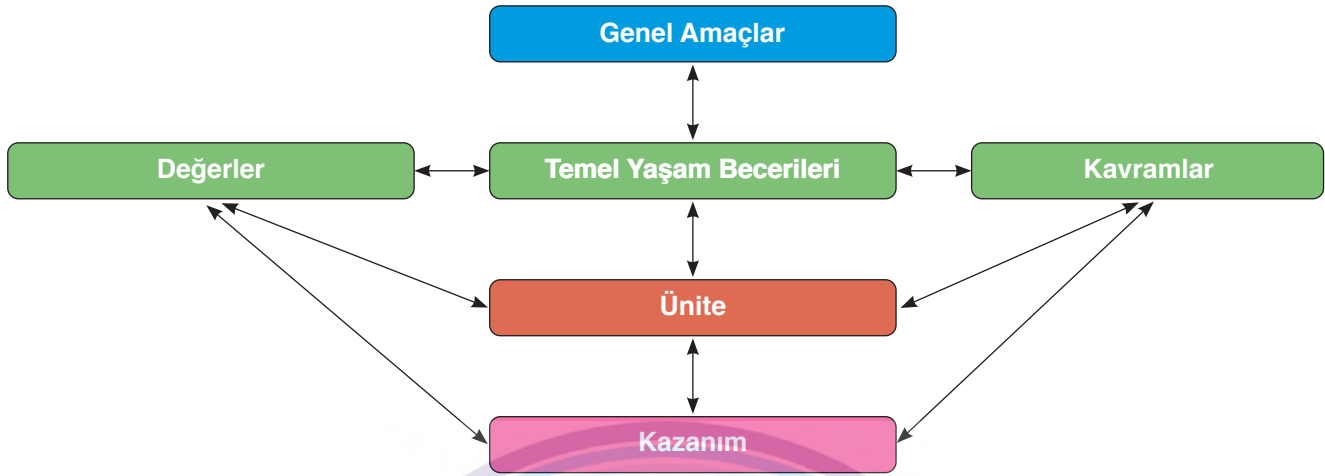 Genel Amaçlar
Değerler
Temel Yaşam Becerileri
Kavramlar
Ünite
Kazanım